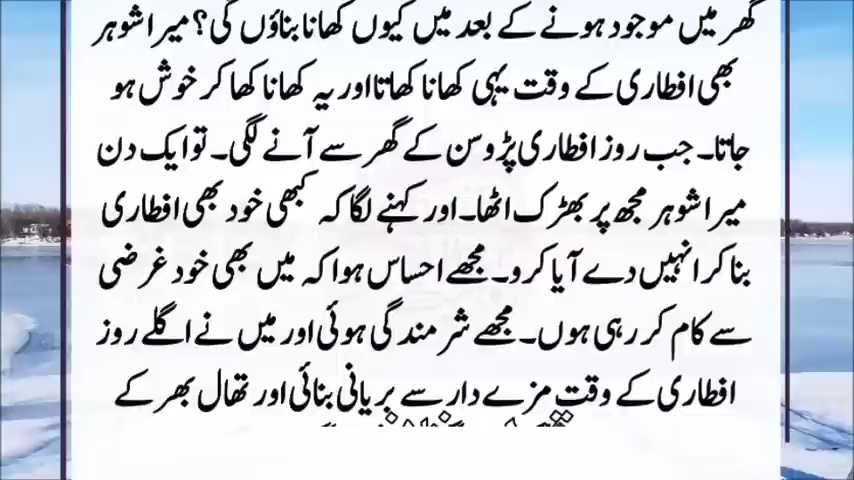 گھر میں موجود ہونے کے بعد میں کیوں کھانا بناؤں گی؟ میرا شوہر
بھی افطاری کے وقت یہی کھانا کھاتا اور یہ کھانا کھا کر خوش ہو
جاتا۔ جب روز افطاری پڑوسن کے گھر سے آنے لگی۔ تو ایک دن
میرا شوہر مجھ پر بھڑک اٹھا۔ اور کہنے لگا کہ کبھی خود بھی افطاری
بنا کر انہیں دے آیا کرو۔ مجھے احساس ہوا کہ میں بھی خود غرضی
سے کام کر رہی ہوں۔ مجھے شرمندگی ہوئی اور میں نے اگلے روز
افطاری کے وقت مزے دار سے بریانی بنائی اور تھال بھر کے